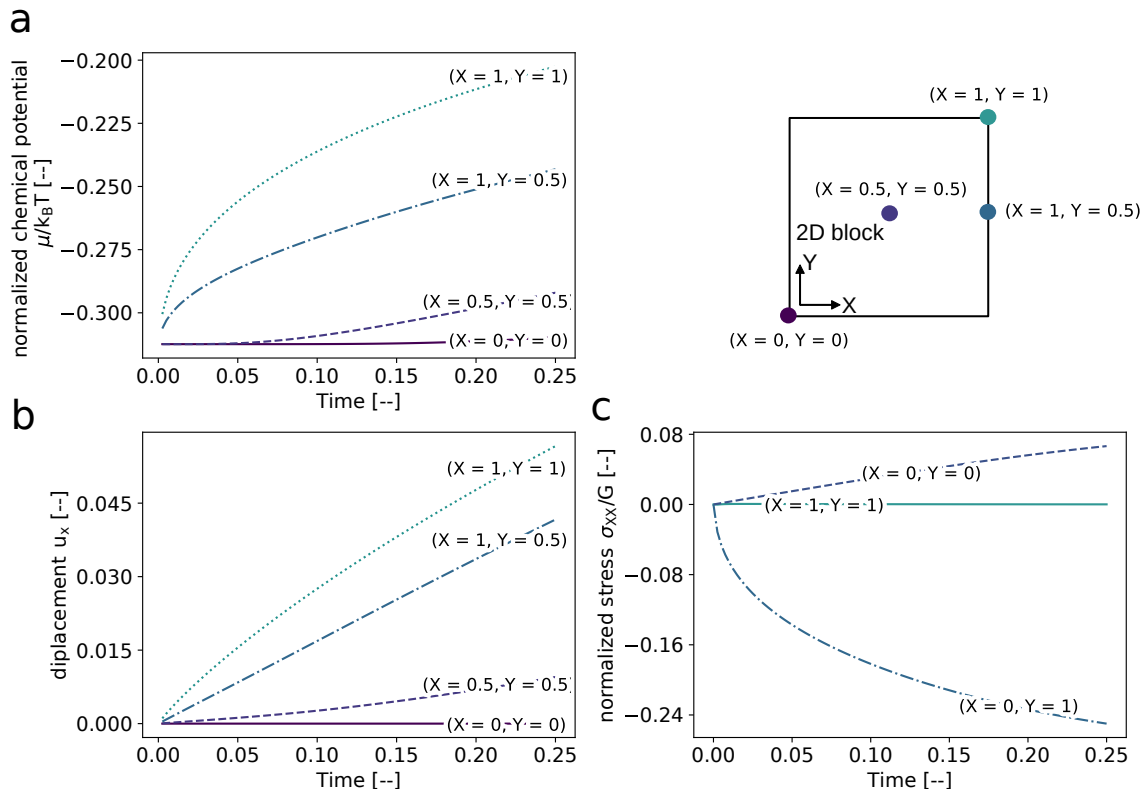 a
normalized chemical potential
μ/k_BT [--]
−0.200
−0.225
−0.250
−0.275
−0.300
(X = 1, Y = 1)
(X = 1, Y = 0.5)
(X = 0.5, Y = 0.5)
(X = 0, Y = 0)
0.00 0.05 0.10 0.15 0.20 0.25
Time [--]
(X = 1, Y = 1)
(X = 0.5, Y = 0.5)
(X = 1, Y = 0.5)
2D block
Y
X
(X = 0, Y = 0)
b
diplacement u_x [--]
0.045
0.030
0.015
0.000
(X = 1, Y = 1)
(X = 1, Y = 0.5)
(X = 0.5, Y = 0.5)
(X = 0, Y = 0)
0.00 0.05 0.10 0.15 0.20 0.25
Time [--]
c
normalized stress σ_XX/G [--]
0.08
0.00
−0.08
−0.16
−0.24
(X = 0, Y = 0)
(X = 1, Y = 1)
(X = 0, Y = 1)
0.00 0.05 0.10 0.15 0.20 0.25
Time [--]